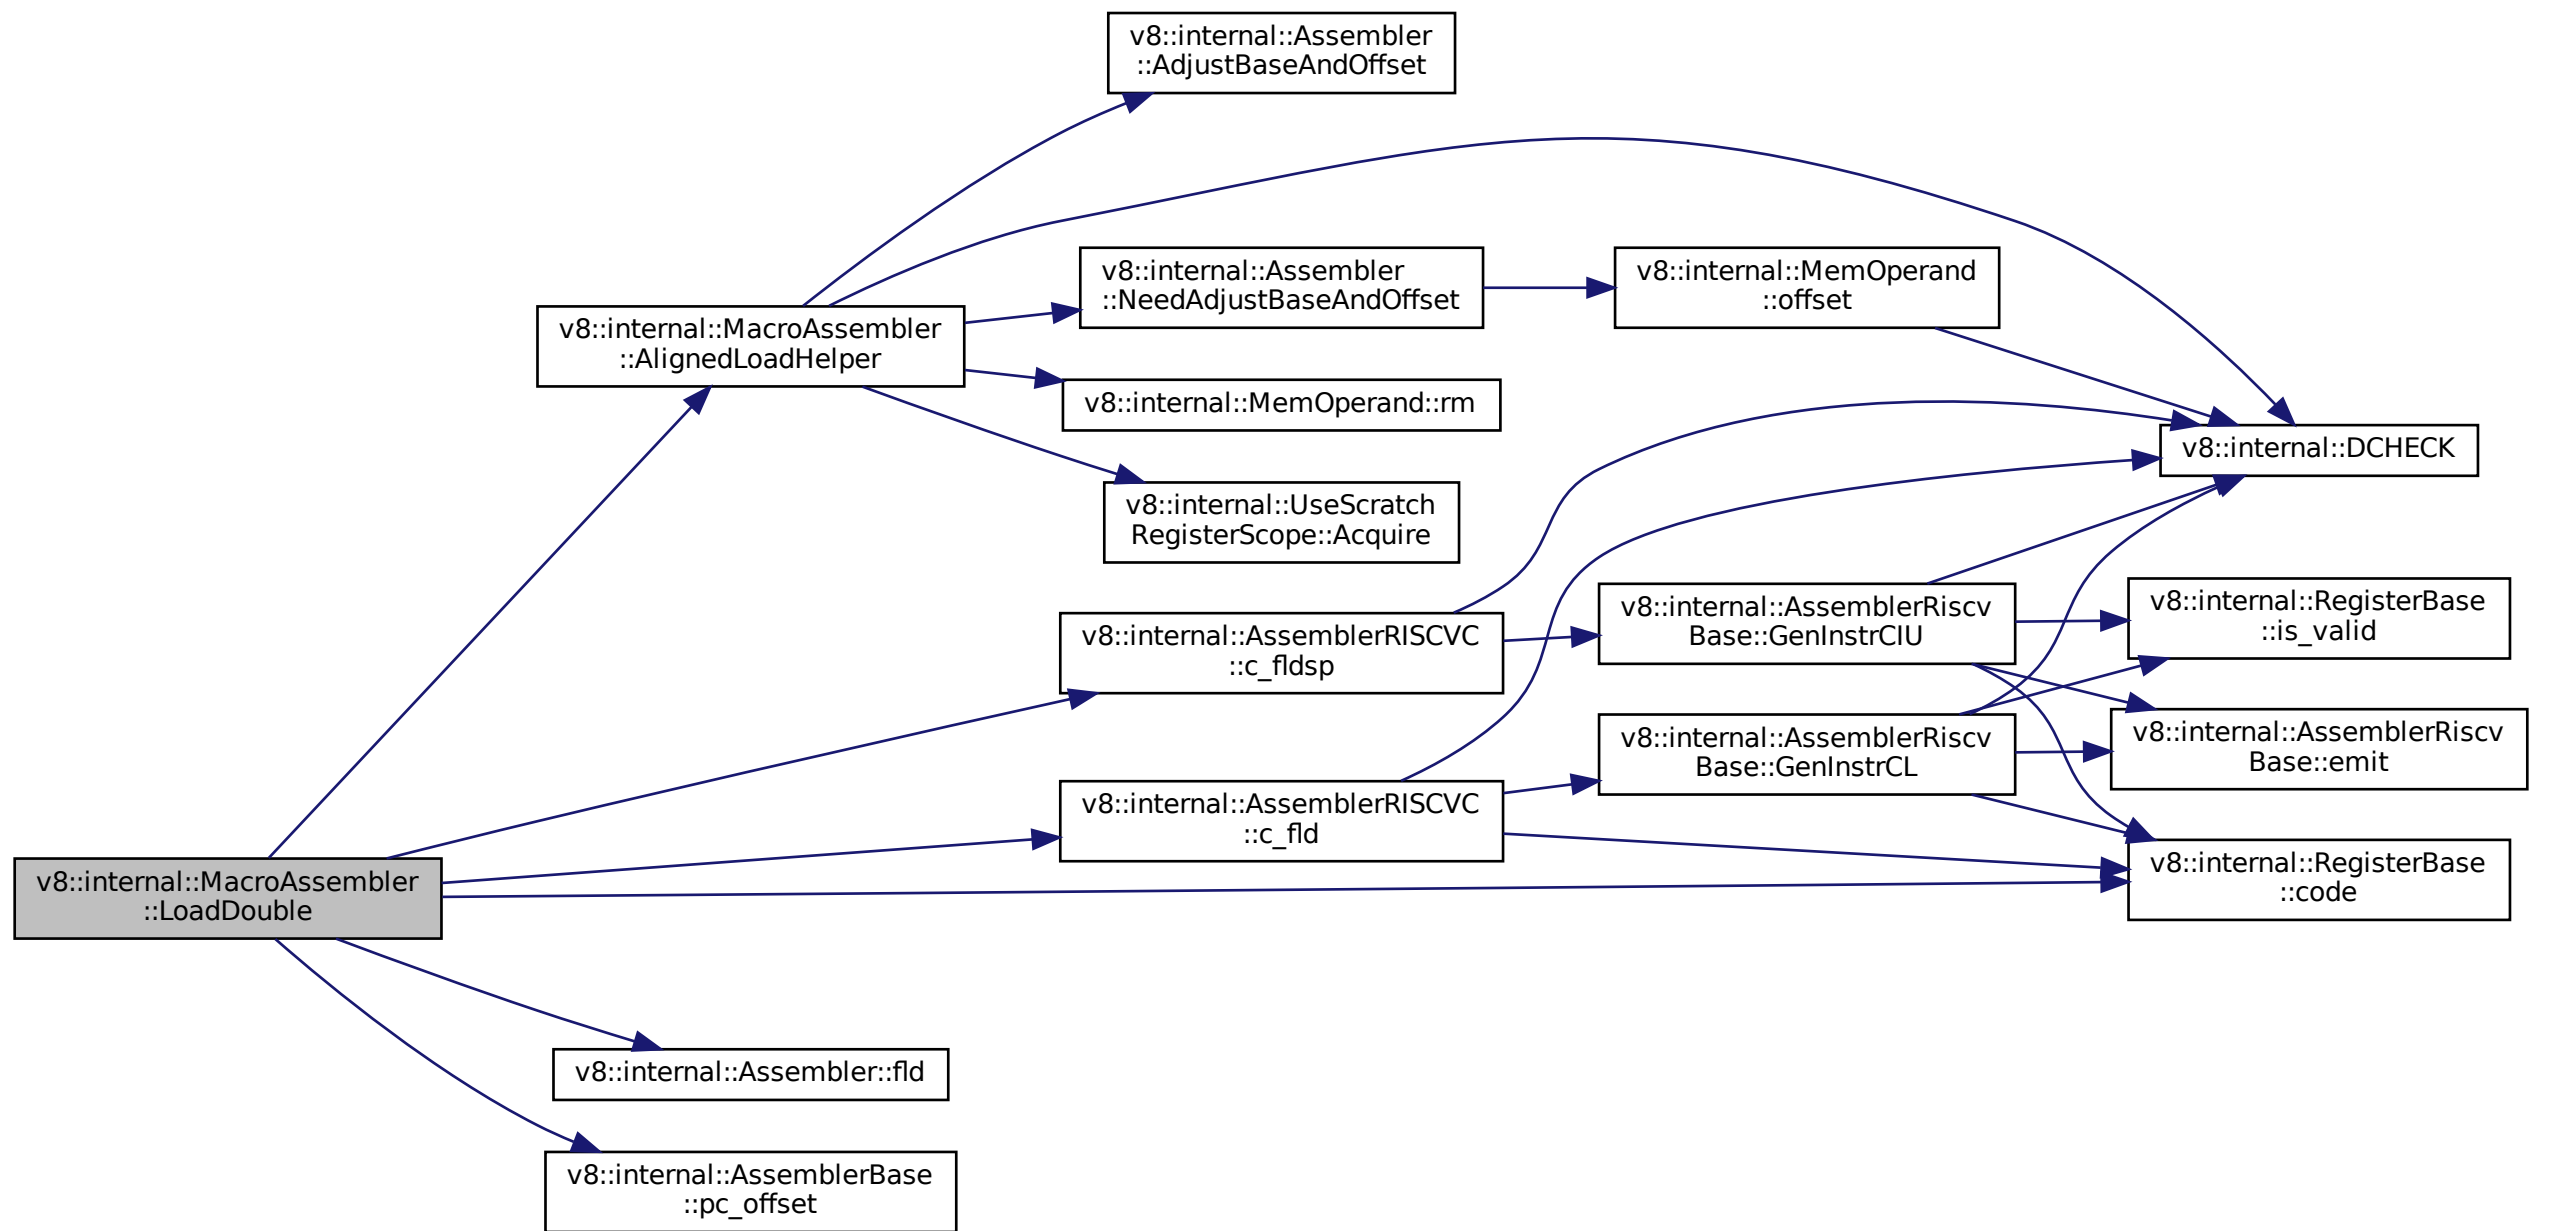 v8::internal::Assembler
::AdjustBaseAndOffset
v8::internal::Assembler
::NeedAdjustBaseAndOffset
v8::internal::MemOperand
::offset
v8::internal::MacroAssembler
::AlignedLoadHelper
v8::internal::MemOperand::rm
v8::internal::DCHECK
v8::internal::UseScratch
RegisterScope::Acquire
v8::internal::AssemblerRISCVC
::c_fldsp
v8::internal::AssemblerRiscv
Base::GenInstrCIU
v8::internal::RegisterBase
::is_valid
v8::internal::AssemblerRiscv
Base::GenInstrCL
v8::internal::AssemblerRiscv
Base::emit
v8::internal::AssemblerRISCVC
::c_fld
v8::internal::RegisterBase
::code
v8::internal::MacroAssembler
::LoadDouble
v8::internal::Assembler::fld
v8::internal::AssemblerBase
::pc_offset